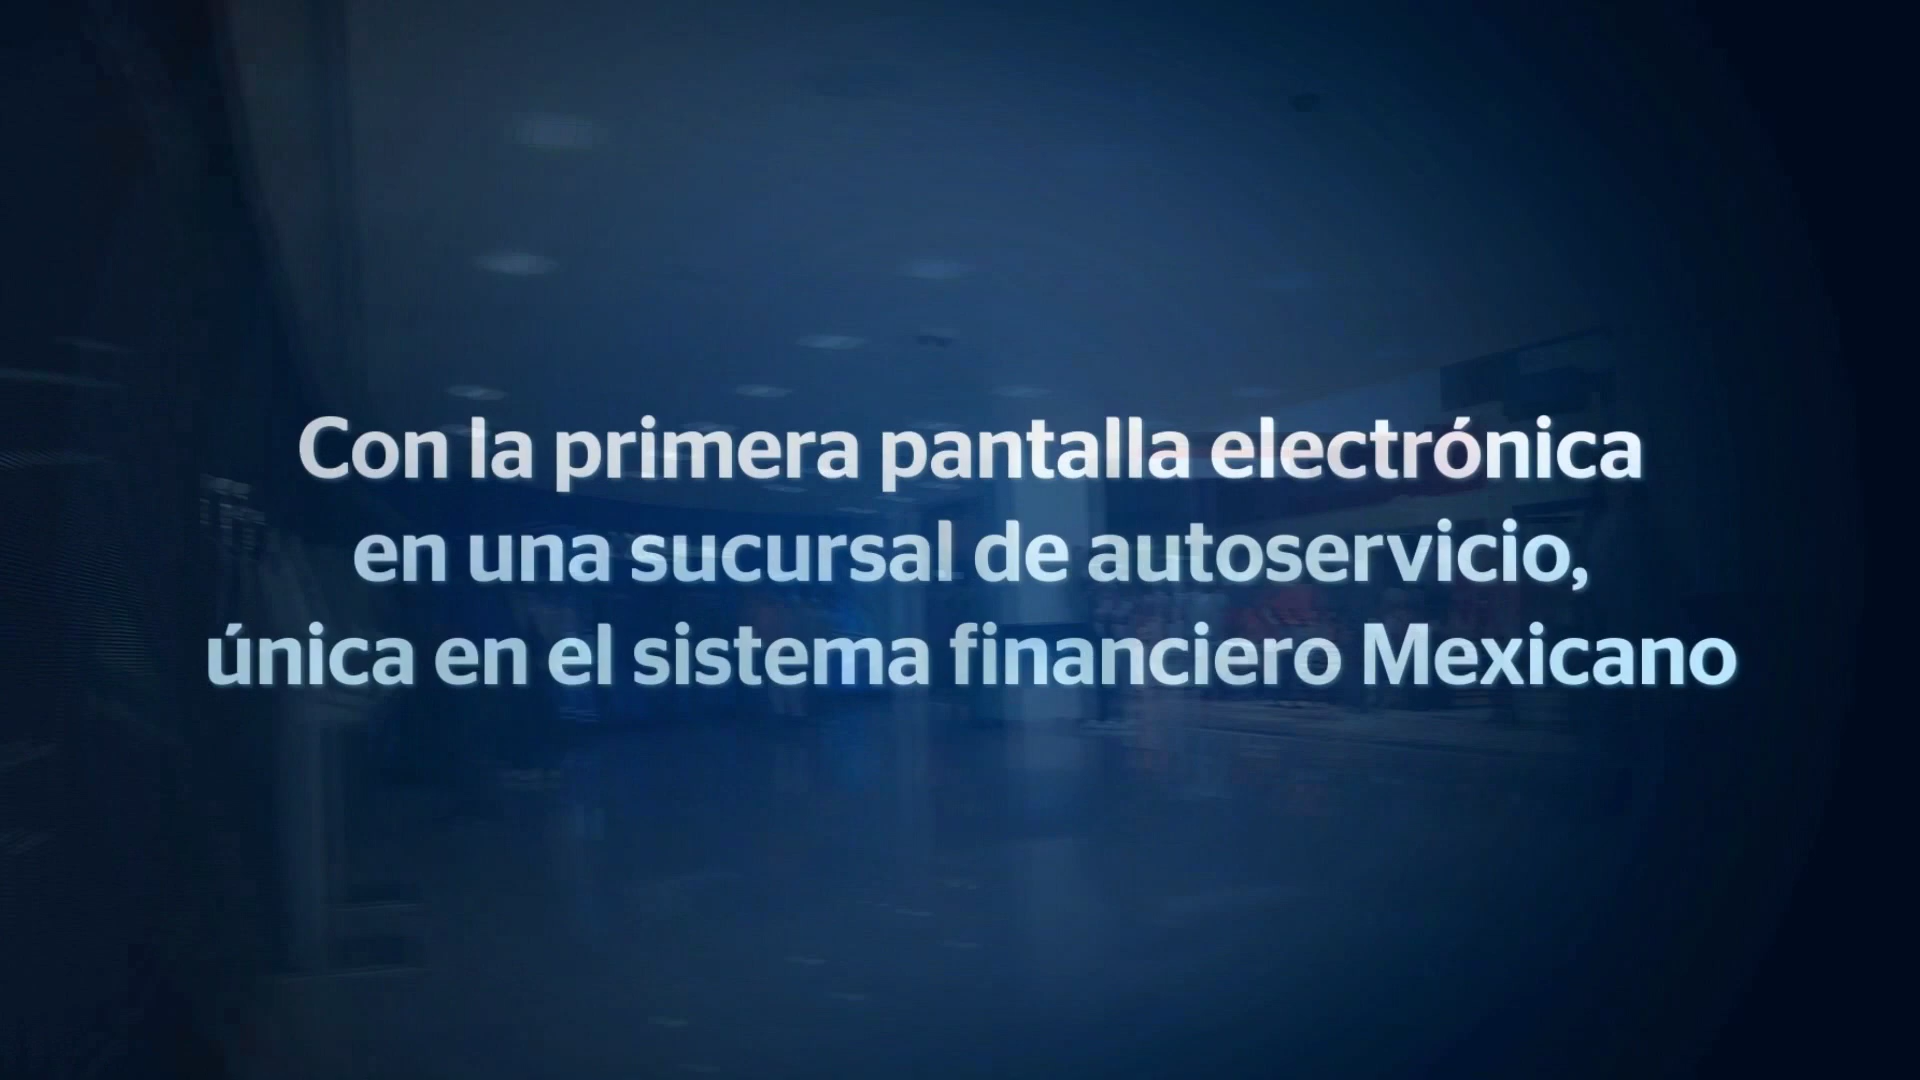 Con la primera pantalla electrónica
en una sucursal de autoservicio,
única en el sistema financiero Mexicano